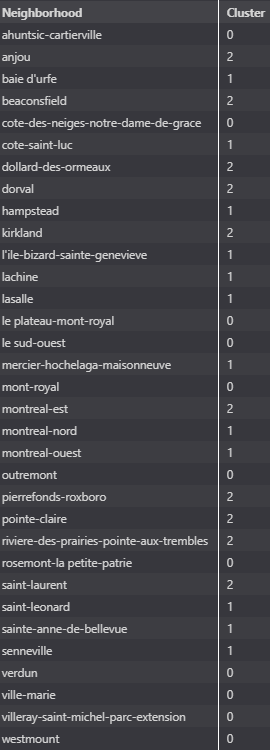 Neighborhood Cluster
ahuntsic-cartierville 0
anjou 2
baie d'urfe 1
beaconsfield 2
cote-des-neiges-notre-dame-de-grace 0
cote-saint-luc 1
dollard-des-ormeaux 2
dorval 2
hampstead 1
kirkland 2
l'ile-bizard-sainte-genevieve 1
lachine 1
lasalle 1
le plateau-mont-royal 0
le sud-ouest 0
mercier-hochelaga-maisonneuve 1
mont-royal 0
montreal-est 2
montreal-nord 1
montreal-ouest 1
outremont 0
pierrefonds-roxboro 2
pointe-claire 2
riviere-des-prairies-pointe-aux-trembles 2
rosemont-la petite-patrie 0
saint-laurent 2
saint-leonard 1
sainte-anne-de-bellevue 1
senneville 1
verdun 0
ville-marie 0
villeray-saint-michel-parc-extension 0
westmount 0